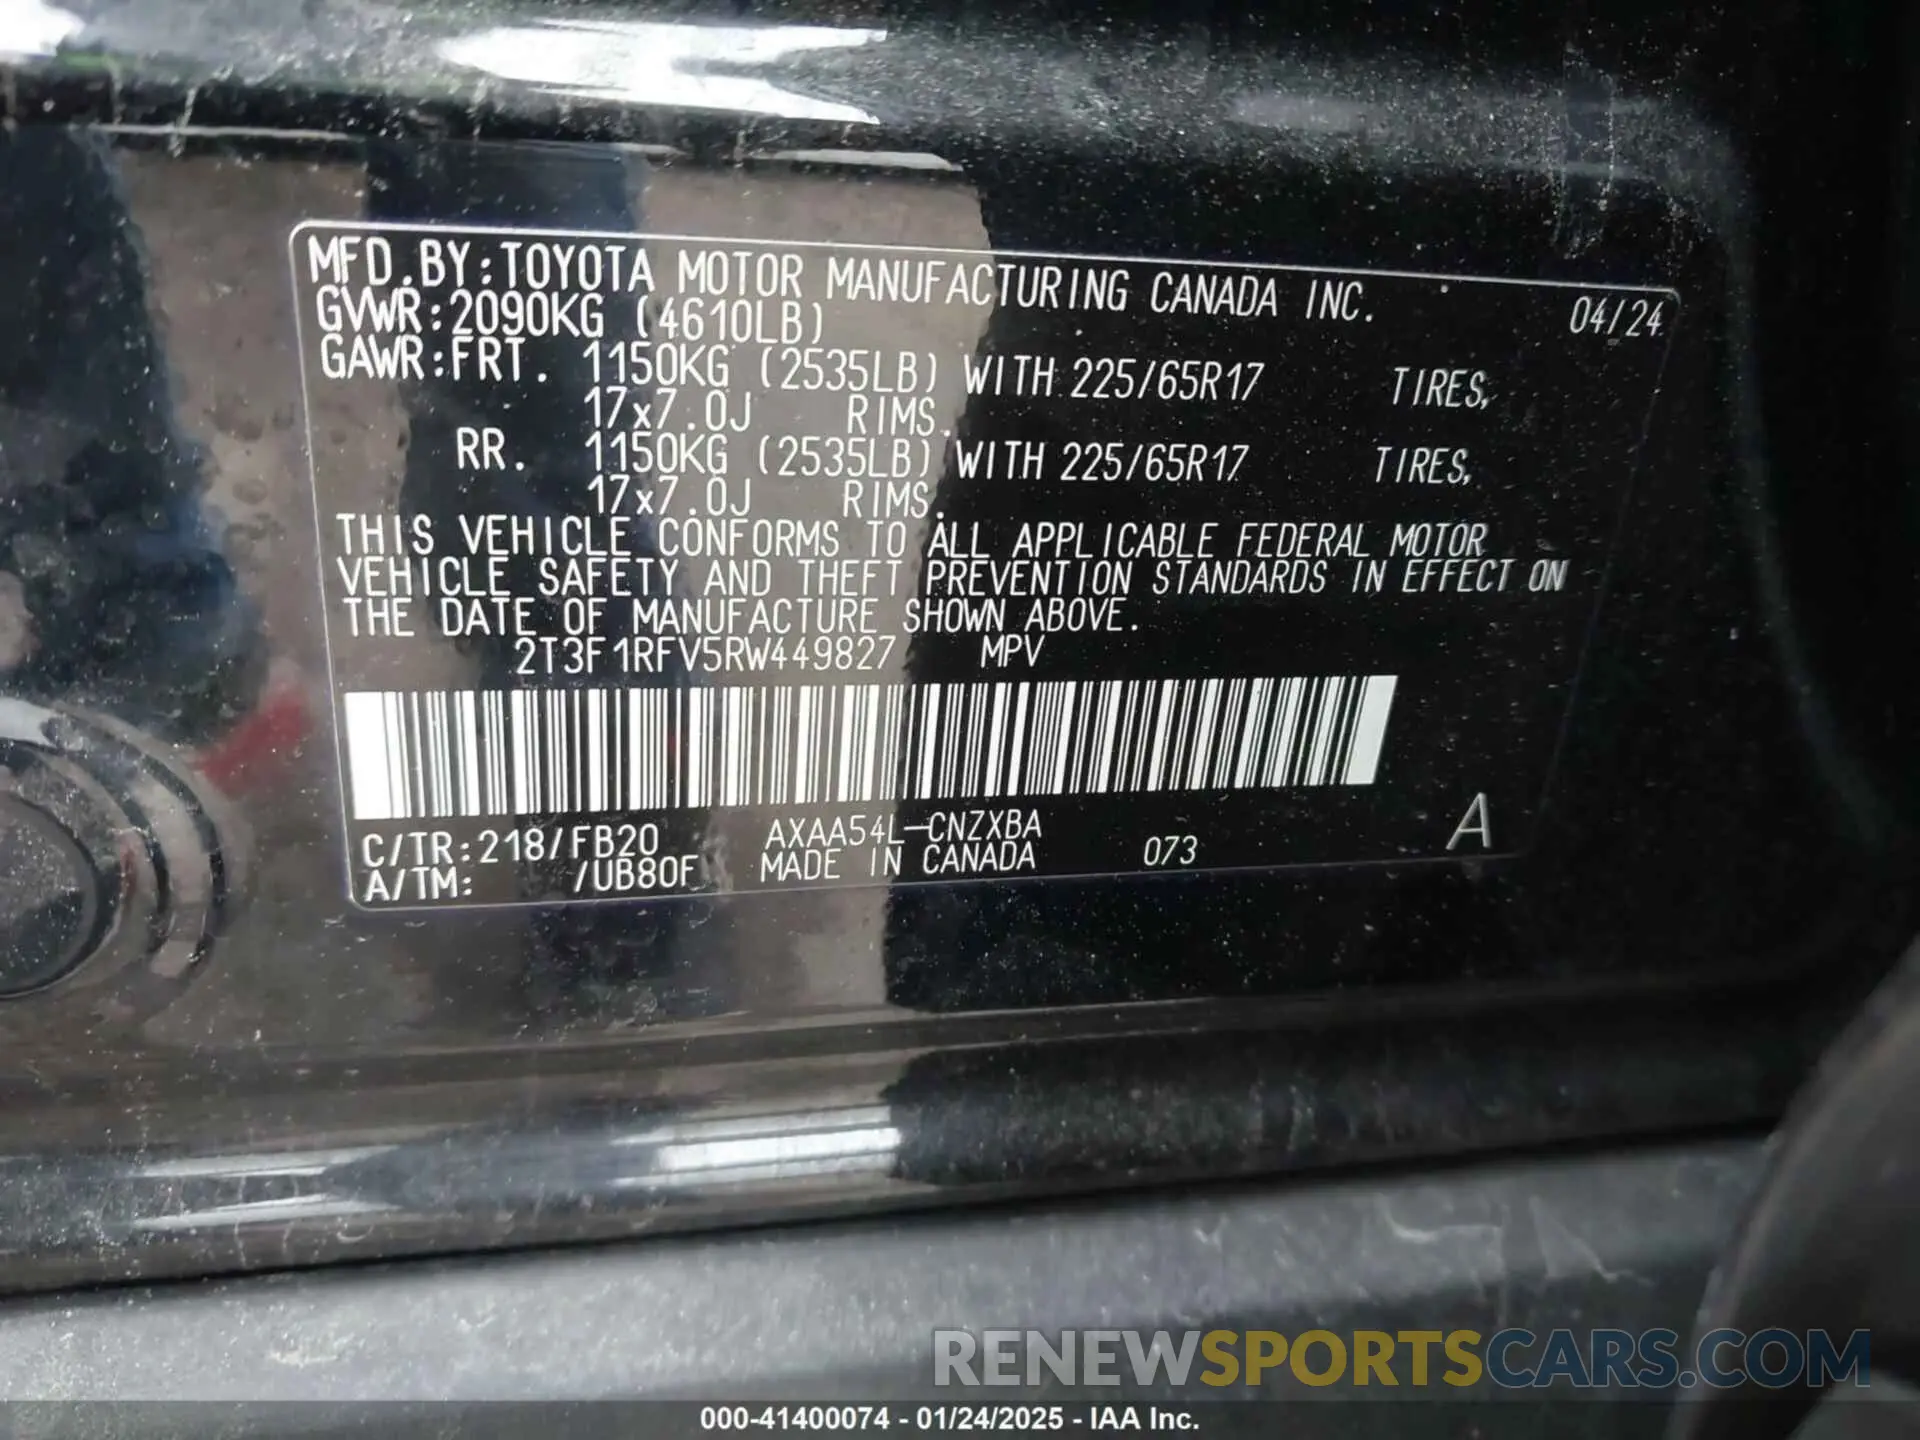 MFD.BY:TOYOTA MOTOR MANUFACTURING CANADA INC. 04/24
GVWR:2090KG (4610LB)
GAWR:FRT. 1150KG (2535LB) WITH 225/65R17 TIRES,
17x7.0J RIMS.
RR. 1150KG (2535LB) WITH 225/65R17 TIRES,
17x7.0J RIMS.
THIS VEHICLE CONFORMS TO ALL APPLICABLE FEDERAL MOTOR
VEHICLE SAFETY AND THEFT PREVENTION STANDARDS IN EFFECT ON
THE DATE OF MANUFACTURE SHOWN ABOVE.
2T3F1RFV5RW449827 MPV
C/TR:218/FB20 AXAA54L-CNZXBA
A/TM: /UB80F MADE IN CANADA 073 A
RENEWSPORTSCARS.COM
000-41400074 - 01/24/2025 - IAA Inc.